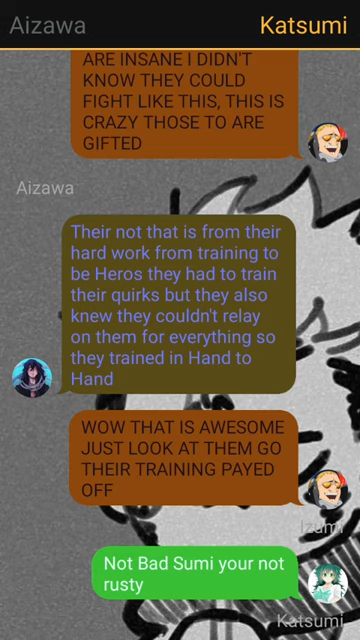 Aizawa Katsumi
ARE INSANE I DIDN'T
KNOW THEY COULD
FIGHT LIKE THIS, THIS IS
CRAZY THOSE TO ARE
GIFTED
Aizawa
Their not that is from their
hard work from training to
be Heros they had to train
their quirks but they also
knew they couldn't relay
on them for everything so
they trained in Hand to
Hand
WOW THAT IS AWESOME
JUST LOOK AT THEM GO
THEIR TRAINING PAYED
OFF
Izumi
Not Bad Sumi your not
rusty
Katsumi